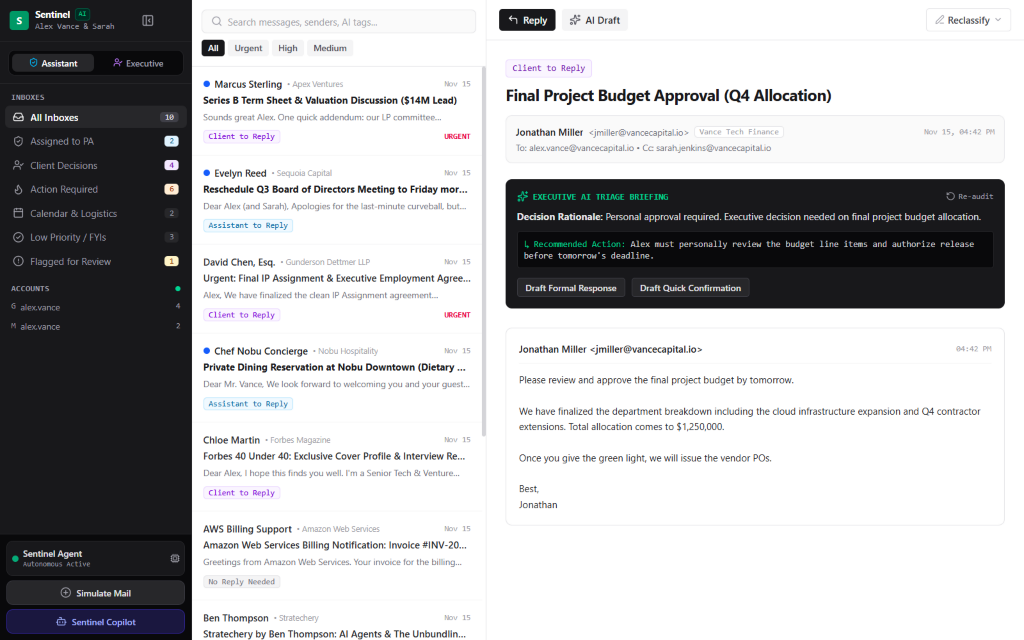 S
Sentinel AI
Alex Vance & Sarah
Assistant
Executive
INBOXES
All Inboxes 10
Assigned to PA 2
Client Decisions 4
Action Required 6
Calendar & Logistics 2
Low Priority / FYIs 3
Flagged for Review 1
ACCOUNTS
G alex.vance 4
M alex.vance 2
Sentinel Agent
Autonomous Active
Simulate Mail
Sentinel Copilot
Search messages, senders, AI tags...
All Urgent High Medium
Marcus Sterling • Apex Ventures Nov 15
Series B Term Sheet & Valuation Discussion ($14M Lead)
Sounds great Alex. One quick addendum: our LP committee...
Client to Reply URGENT
Evelyn Reed • Sequoia Capital Nov 15
Reschedule Q3 Board of Directors Meeting to Friday mor...
Dear Alex (and Sarah), Apologies for the last-minute curveball, but...
Assistant to Reply
David Chen, Esq. • Gunderson Dettmer LLP Nov 15
Urgent: Final IP Assignment & Executive Employment Agree...
Alex, We have finalized the clean IP Assignment agreement...
Client to Reply URGENT
Chef Nobu Concierge • Nobu Hospitality Nov 15
Private Dining Reservation at Nobu Downtown (Dietary ...
Dear Mr. Vance, We look forward to welcoming you and your guest...
Assistant to Reply
Chloe Martin • Forbes Magazine Nov 15
Forbes 40 Under 40: Exclusive Cover Profile & Interview Re...
Dear Alex, I hope this finds you well. I'm a Senior Tech & Venture...
Client to Reply
AWS Billing Support • Amazon Web Services Nov 15
Amazon Web Services Billing Notification: Invoice #INV-20...
Greetings from Amazon Web Services. Your invoice for the billing...
No Reply Needed
Ben Thompson • Stratechery Nov 15
Stratechery by Ben Thompson: AI Agents & The Unbundlin...
Reply
AI Draft
Reclassify
Client to Reply
Final Project Budget Approval (Q4 Allocation)
Jonathan Miller <jmiller@vancecapital.io> Vance Tech Finance Nov 15, 04:42 PM
To: alex.vance@vancecapital.io • Cc: sarah.jenkins@vancecapital.io
EXECUTIVE AI TRIAGE BRIEFING Re-audit
Decision Rationale: Personal approval required. Executive decision needed on final project budget allocation.
↳ Recommended Action: Alex must personally review the budget line items and authorize release
before tomorrow's deadline.
Draft Formal Response
Draft Quick Confirmation
Jonathan Miller <jmiller@vancecapital.io> 04:42 PM
Please review and approve the final project budget by tomorrow.
We have finalized the department breakdown including the cloud infrastructure expansion and Q4 contractor
extensions. Total allocation comes to $1,250,000.
Once you give the green light, we will issue the vendor POs.
Best,
Jonathan